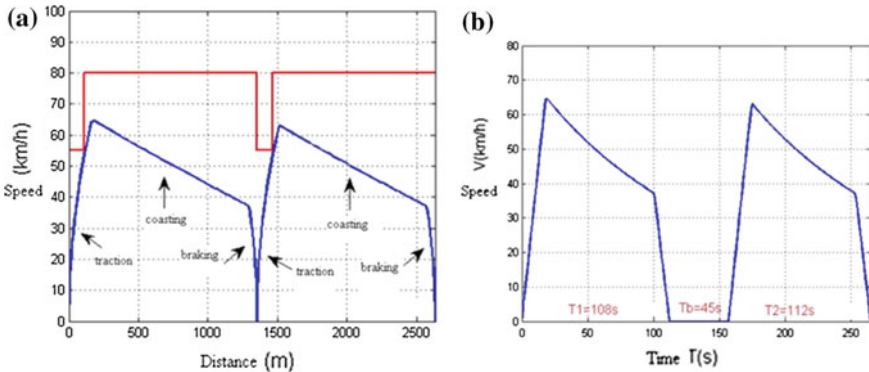 (a)
100
90
80
70
60
50
40
30
20
10
0
(km/h)
Speed
coasting
traction
braking
traction
coasting
braking
0
500
1000
1500
2000
2500
Distance (m)
(b)
80
70
60
50
40
30
20
10
0
V(km/h)
Speed
T1=108s
Tb=45s
T2=112s
0
50
100
150
200
250
Time T(s)